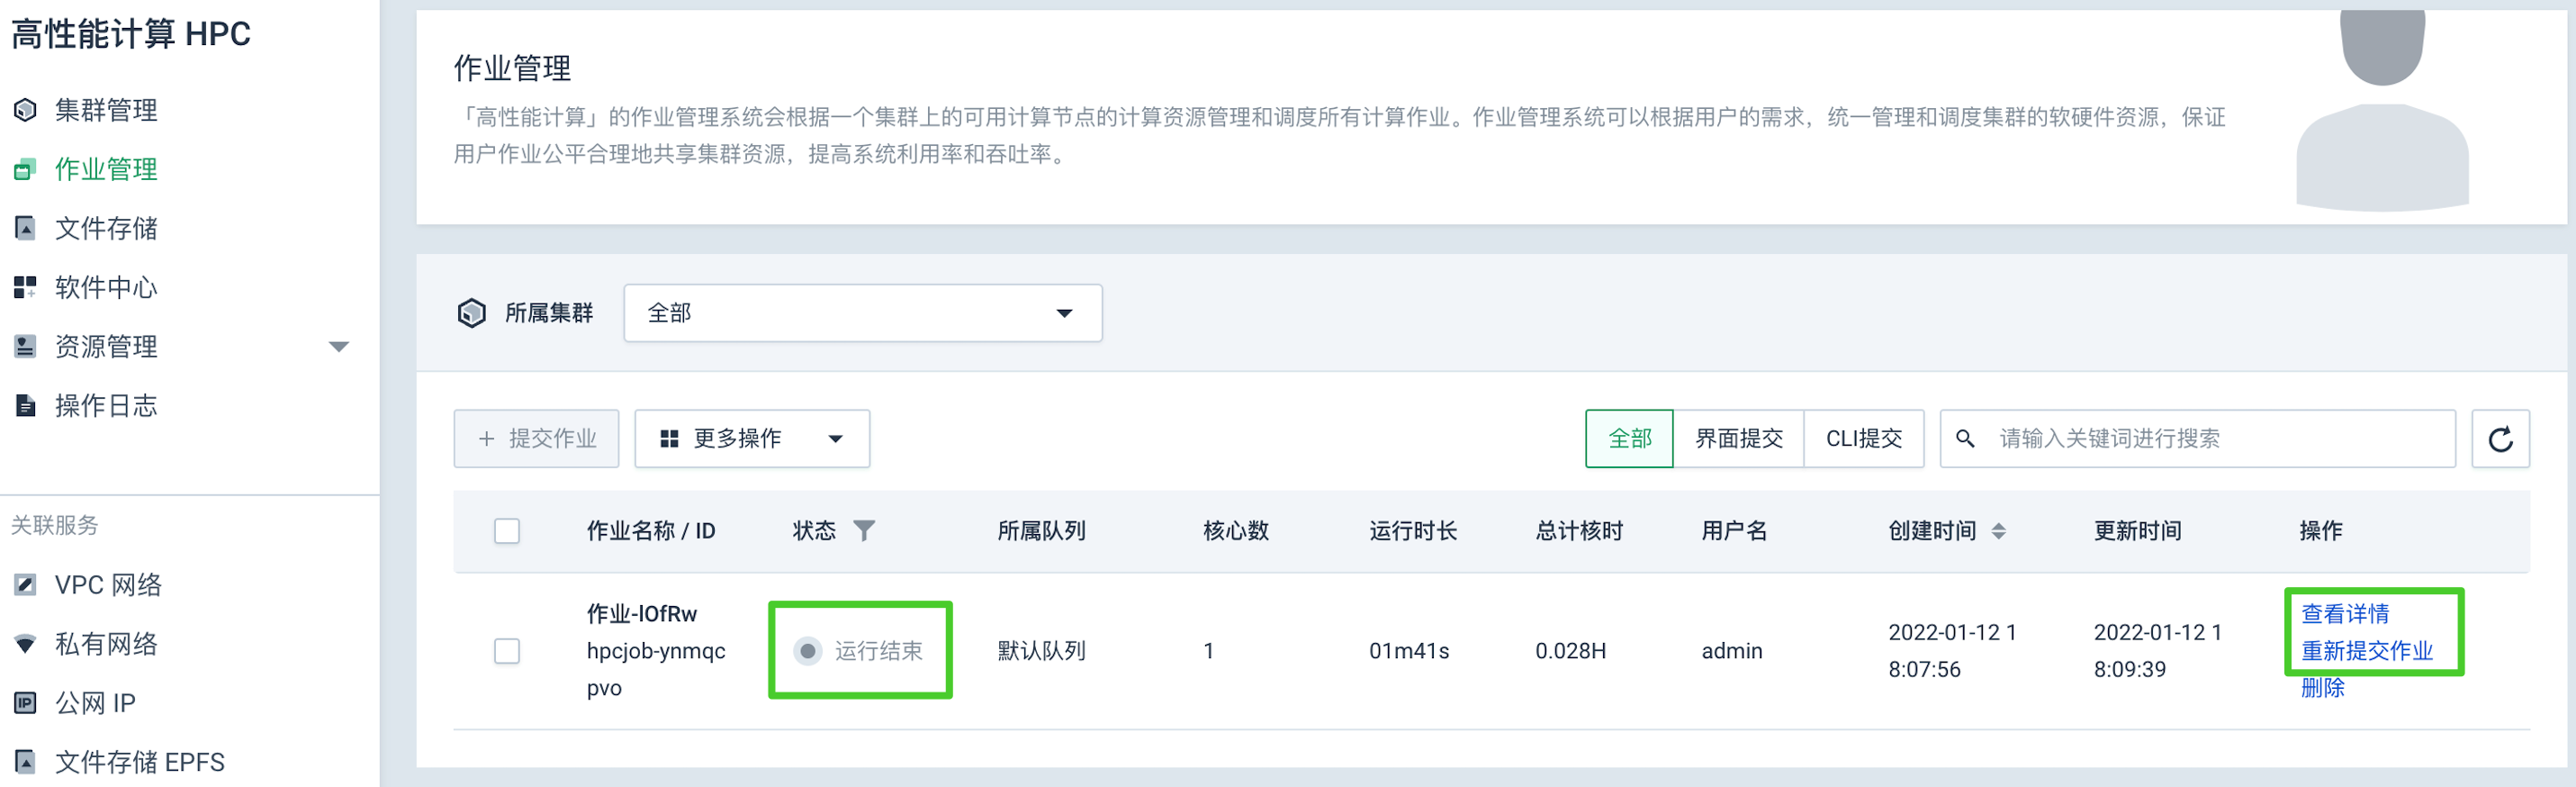 高性能计算 HPC
集群管理
作业管理
文件存储
软件中心
资源管理
操作日志
关联服务
VPC 网络
私有网络
公网 IP
文件存储 EPFS
作业管理
「高性能计算」的作业管理系统会根据一个集群上的可用计算节点的计算资源管理和调度所有计算作业。作业管理系统可以根据用户的需求，统一管理和调度集群的软硬件资源，保证
用户作业公平合理地共享集群资源，提高系统利用率和吞吐率。
所属集群 全部
+ 提交作业 更多操作 全部 界面提交 CLI提交 请输入关键词进行搜索
作业名称 / ID 状态 所属队列 核心数 运行时长 总计核时 用户名 创建时间 更新时间 操作
作业-lOfRw
hpcjob-ynmqc
pvo
运行结束
默认队列
1
01m41s
0.028H
admin
2022-01-12 1
8:07:56
2022-01-12 1
8:09:39
查看详情
重新提交作业
删除